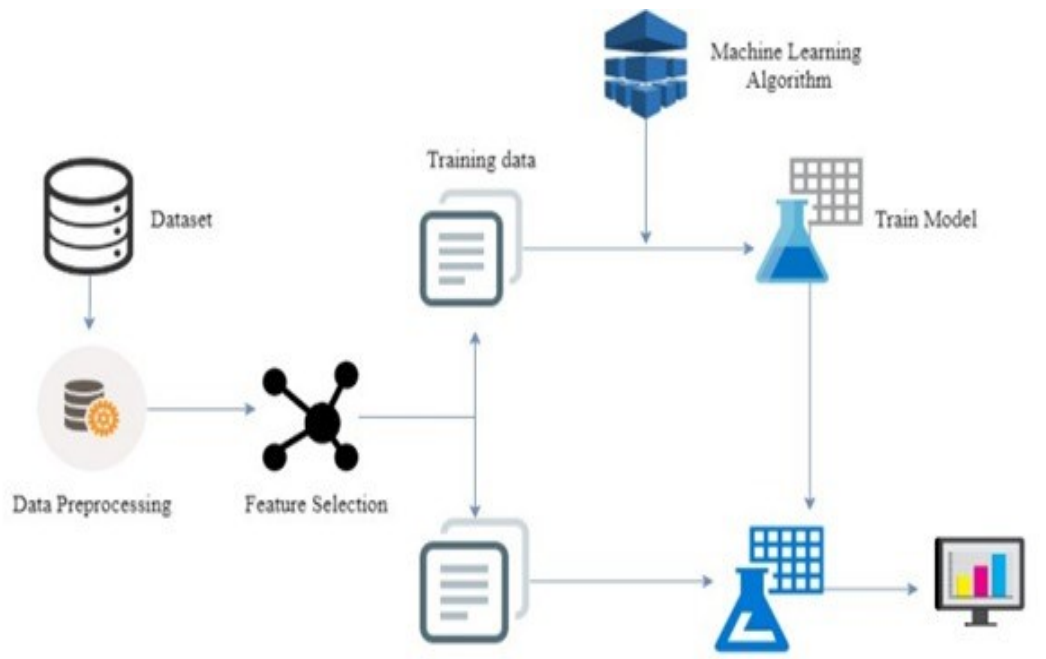 Machine Learning
Algorithm
Training data
Dataset
Train Model
Data Preprocessing
Feature Selection